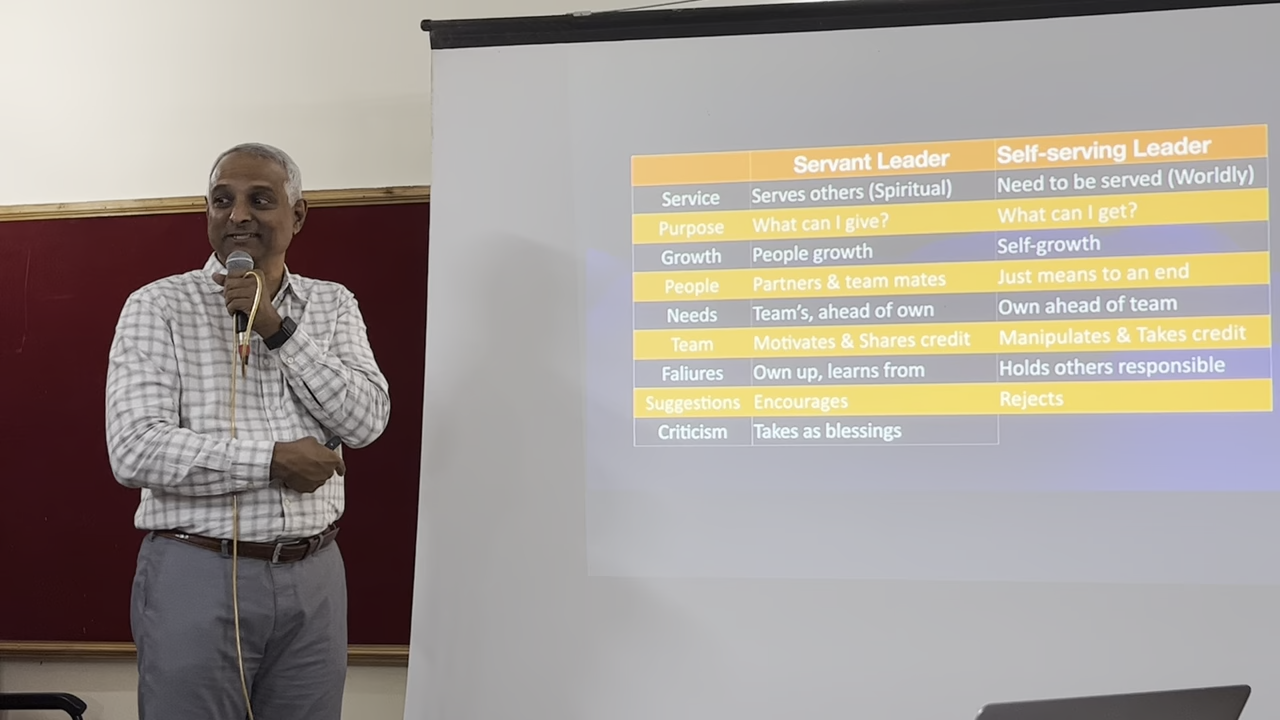 Servant Leader Self-serving Leader
Service Serves others (Spiritual) Need to be served (Worldly)
Purpose What can I give? What can I get?
Growth People growth Self-growth
People Partners & team mates Just means to an end
Needs Team's, ahead of own Own ahead of team
Team Motivates & Shares credit Manipulates & Takes credit
Faliures Own up, learns from Holds others responsible
Suggestions Encourages Rejects
Criticism Takes as blessings